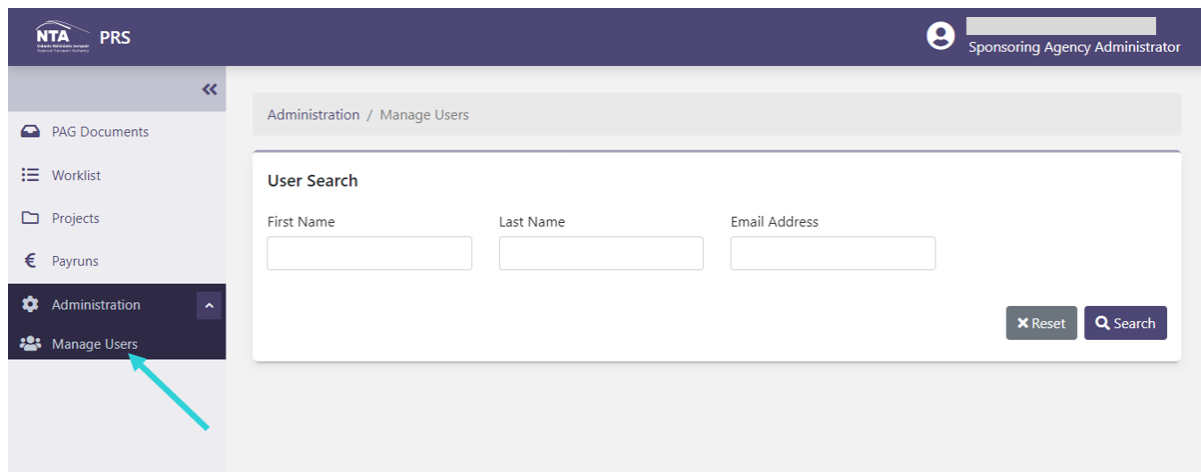 NTA
PRS
Sponsoring Agency Administrator
PAG Documents
Worklist
Projects
Payruns
Administration
Manage Users
Administration / Manage Users
User Search
First Name
Last Name
Email Address
Reset
Search